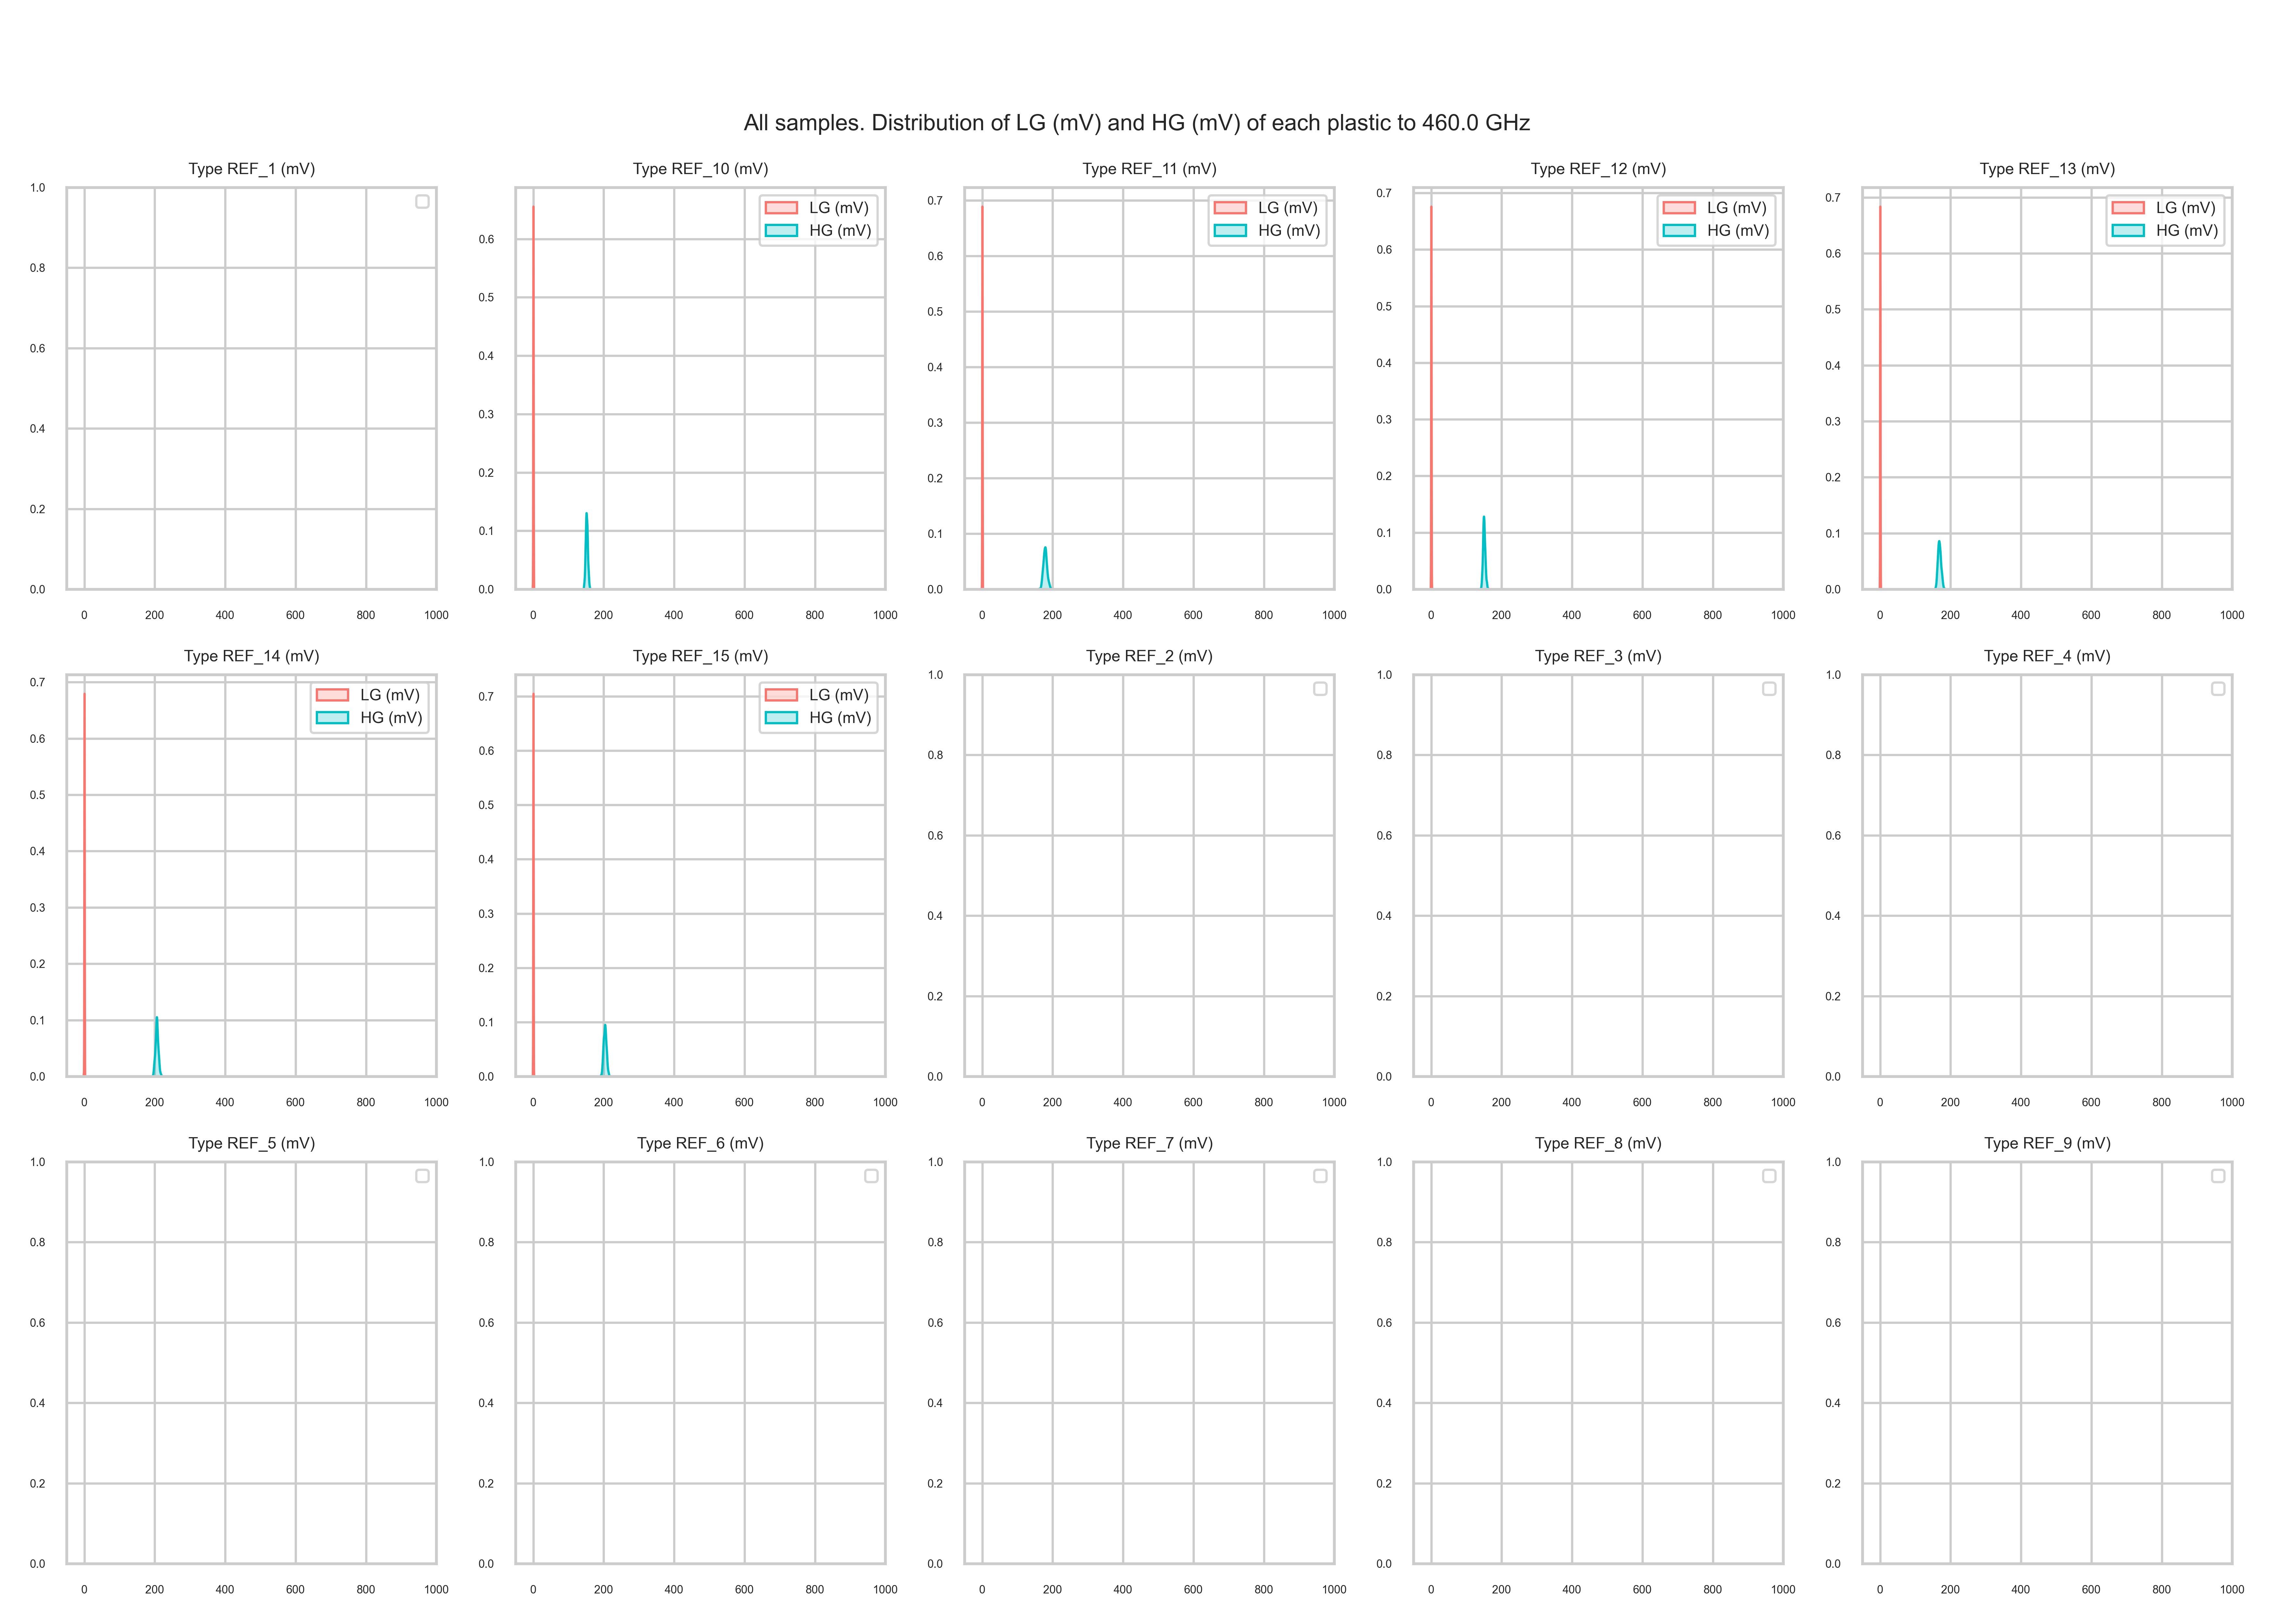 All samples. Distribution of LG (mV) and HG (mV) of each plastic to 460.0 GHz
Type REF_1 (mV)
1.0
0.8
0.6
0.4
0.2
0.0
0 200 400 600 800 1000
Type REF_10 (mV)
LG (mV)
HG (mV)
0.6
0.5
0.4
0.3
0.2
0.1
0.0
0 200 400 600 800 1000
Type REF_11 (mV)
LG (mV)
HG (mV)
0.7
0.6
0.5
0.4
0.3
0.2
0.1
0.0
0 200 400 600 800 1000
Type REF_12 (mV)
LG (mV)
HG (mV)
0.7
0.6
0.5
0.4
0.3
0.2
0.1
0.0
0 200 400 600 800 1000
Type REF_13 (mV)
LG (mV)
HG (mV)
0.7
0.6
0.5
0.4
0.3
0.2
0.1
0.0
0 200 400 600 800 1000
Type REF_14 (mV)
LG (mV)
HG (mV)
0.7
0.6
0.5
0.4
0.3
0.2
0.1
0.0
0 200 400 600 800 1000
Type REF_15 (mV)
LG (mV)
HG (mV)
0.7
0.6
0.5
0.4
0.3
0.2
0.1
0.0
0 200 400 600 800 1000
Type REF_2 (mV)
1.0
0.8
0.6
0.4
0.2
0.0
0 200 400 600 800 1000
Type REF_3 (mV)
1.0
0.8
0.6
0.4
0.2
0.0
0 200 400 600 800 1000
Type REF_4 (mV)
1.0
0.8
0.6
0.4
0.2
0.0
0 200 400 600 800 1000
Type REF_5 (mV)
1.0
0.8
0.6
0.4
0.2
0.0
0 200 400 600 800 1000
Type REF_6 (mV)
1.0
0.8
0.6
0.4
0.2
0.0
0 200 400 600 800 1000
Type REF_7 (mV)
1.0
0.8
0.6
0.4
0.2
0.0
0 200 400 600 800 1000
Type REF_8 (mV)
1.0
0.8
0.6
0.4
0.2
0.0
0 200 400 600 800 1000
Type REF_9 (mV)
1.0
0.8
0.6
0.4
0.2
0.0
0 200 400 600 800 1000